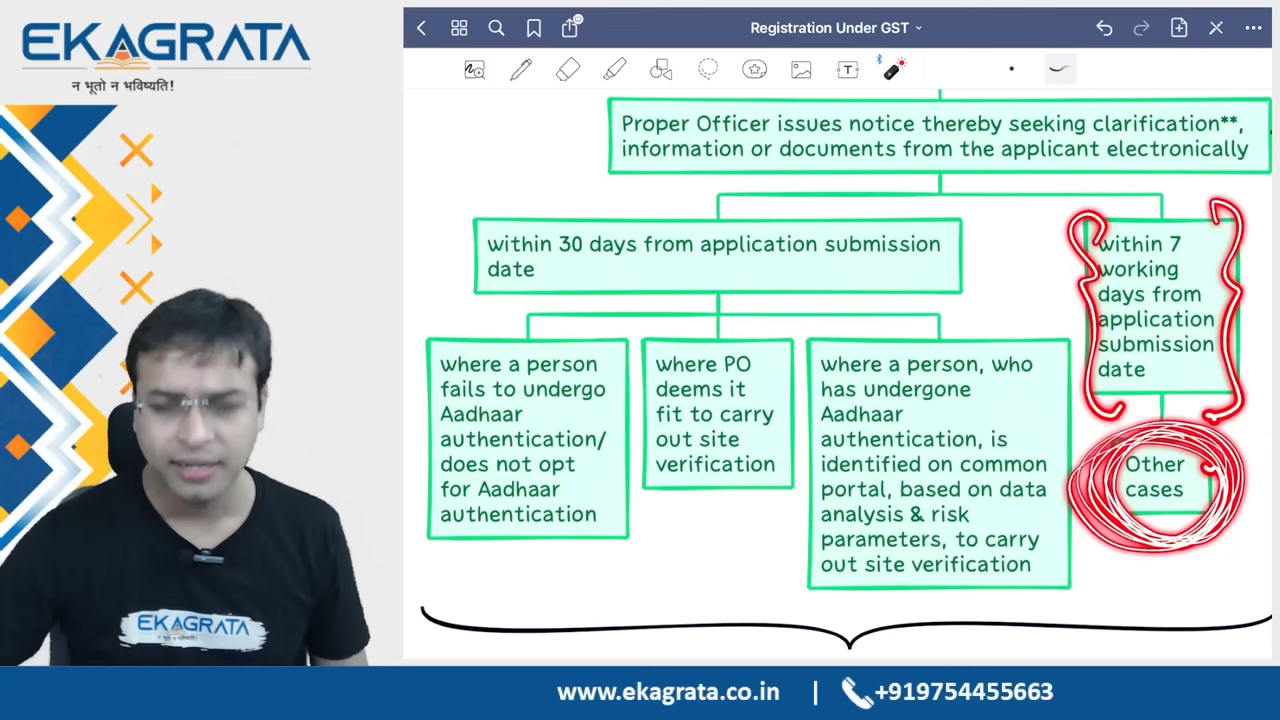 EKAGRATA
न भूतो न भविष्यति!
Registration Under GST
T
Proper Officer issues notice thereby seeking clarification**,
information or documents from the applicant electronically
within 30 days from application submission
date
within 7
working
days from
application
submission
date
where a person
fails to undergo
Aadhaar
authentication/
does not opt
for Aadhaar
authentication
where PO
deems it
fit to carry
out site
verification
where a person, who
has undergone
Aadhaar
authentication, is
identified on common
portal, based on data
analysis & risk
parameters, to carry
out site verification
Other
cases
EKAGRATA
न भूतो न भविष्यति!
www.ekagrata.co.in | +919754455663